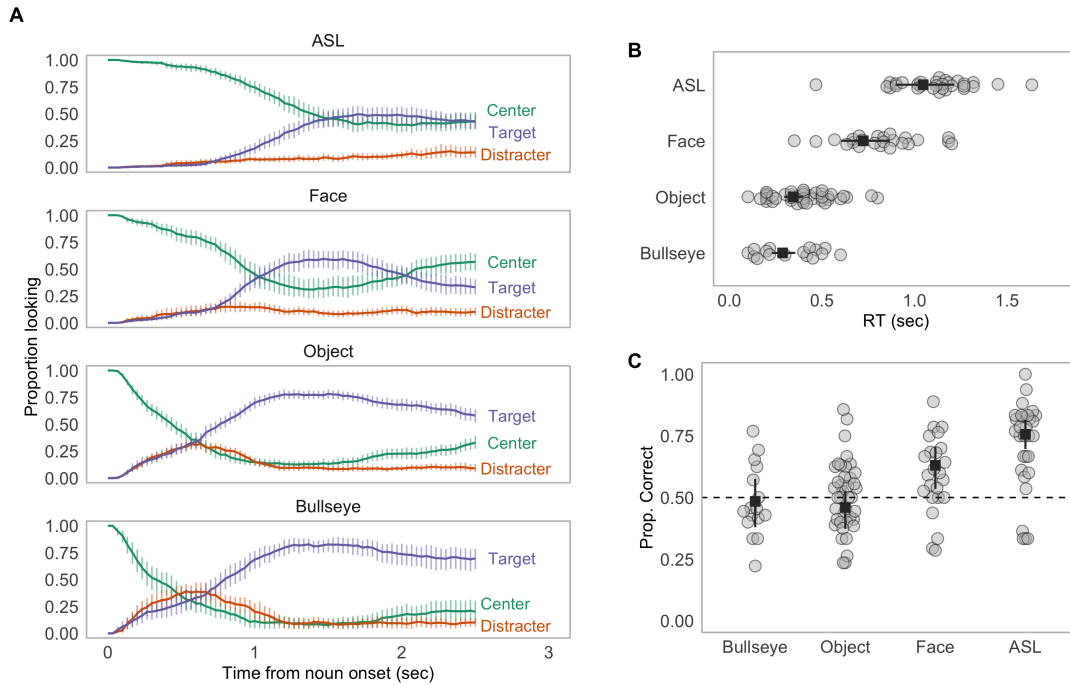 A
ASL
1.00
0.75
0.50
0.25
0.00
Center
Target
Distracter
Face
1.00
0.75
0.50
0.25
0.00
Center
Target
Distracter
Object
1.00
0.75
0.50
0.25
0.00
Target
Center
Distracter
Bullseye
1.00
0.75
0.50
0.25
0.00
Target
Center
Distracter
0 1 2 3
Time from noun onset (sec)
Proportion looking
B
ASL
Face
Object
Bullseye
0.0 0.5 1.0 1.5
RT (sec)
C
1.00
0.75
0.50
0.25
0.00
Prop. Correct
Bullseye Object Face ASL